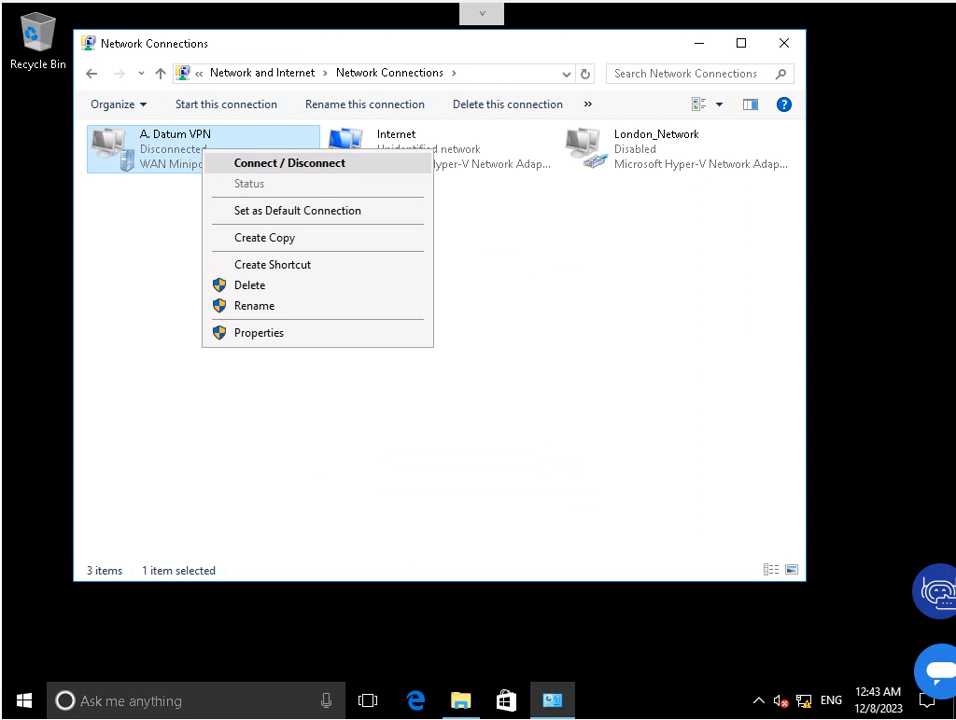 Recycle Bin
Network Connections
« Network and Internet > Network Connections >
Search Network Connections
Organize
Start this connection
Rename this connection
Delete this connection
»
A. Datum VPN
Disconnected
WAN Minipo
Internet
Unidentified network
yper-V Network Adap...
London_Network
Disabled
Microsoft Hyper-V Network Adap...
Connect / Disconnect
Status
Set as Default Connection
Create Copy
Create Shortcut
Delete
Rename
Properties
3 items
1 item selected
Ask me anything
ENG
12:43 AM
12/8/2023